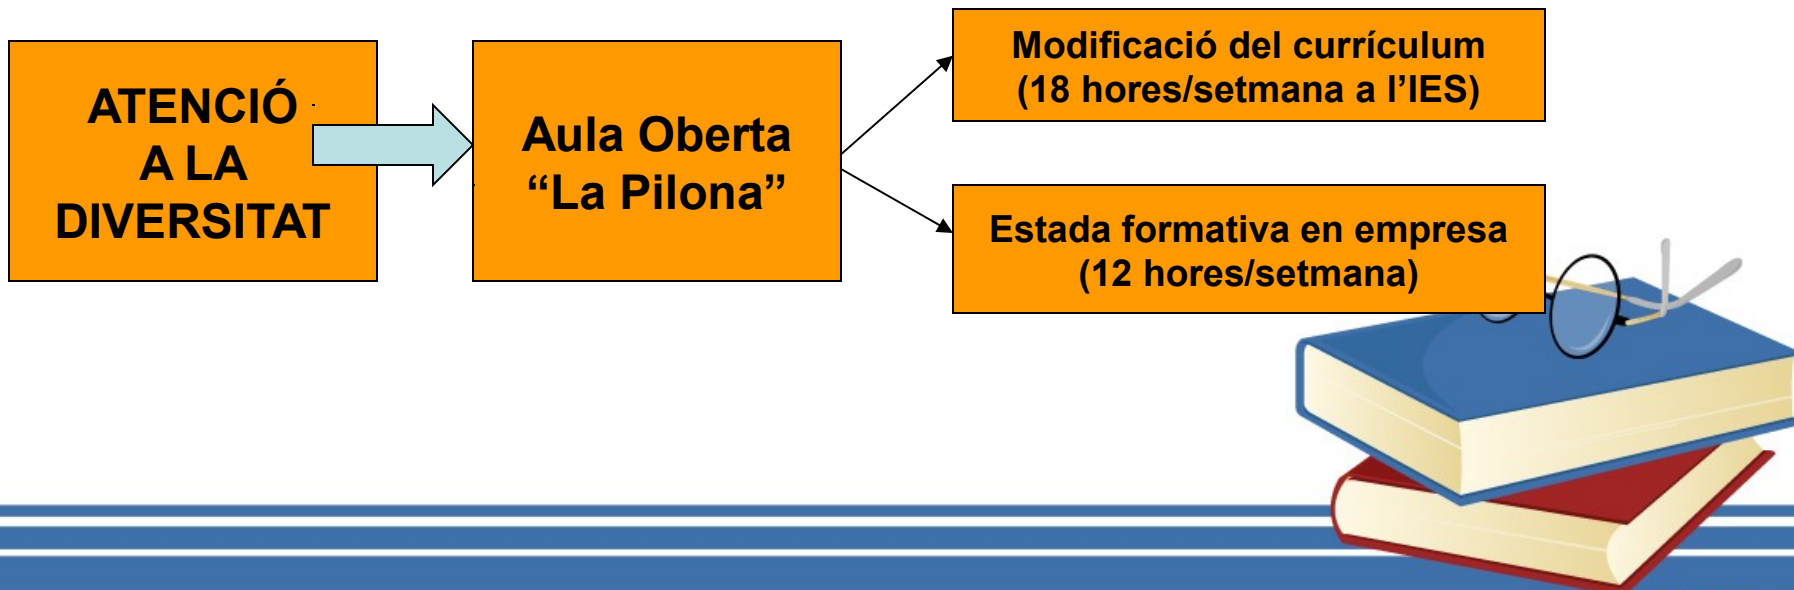 ATENCIÓ
A LA
DIVERSITAT
Aula Oberta
“La Pilona”
Modificació del currículum
(18 hores/setmana a l’IES)
Estada formativa en empresa
(12 hores/setmana)